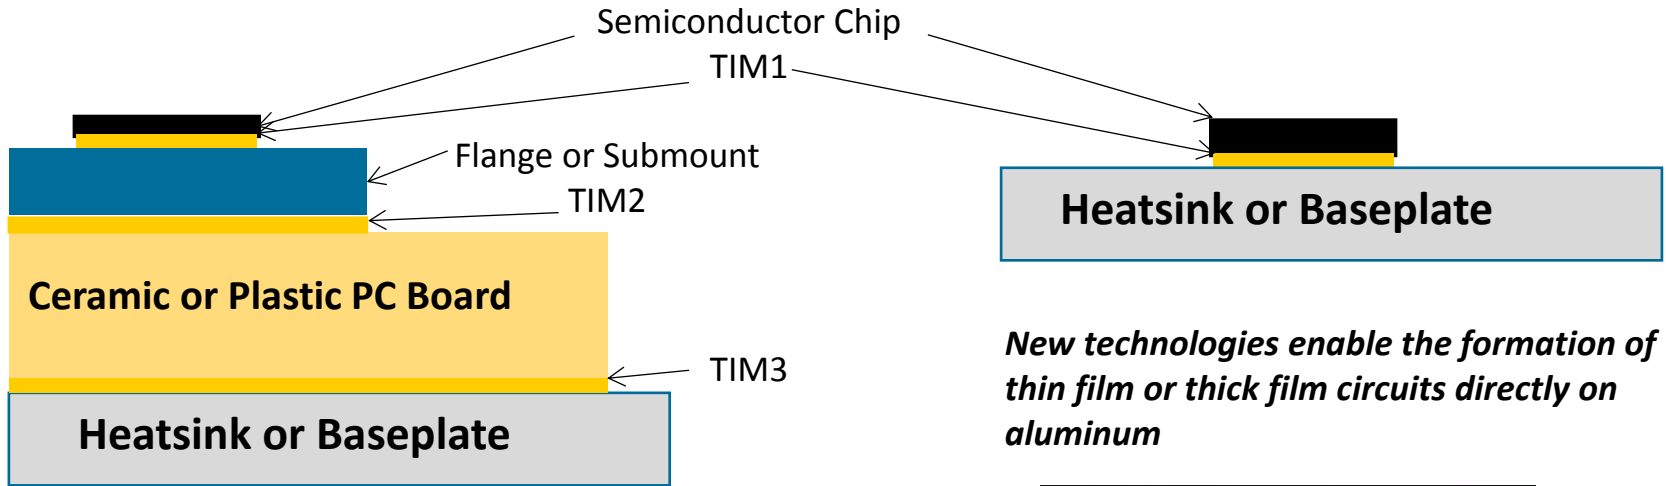 Semiconductor Chip
TIM1
Flange or Submount
TIM2
Ceramic or Plastic PC Board
TIM3
Heatsink or Baseplate
Heatsink or Baseplate
New technologies enable the formation of
thin film or thick film circuits directly on
aluminum